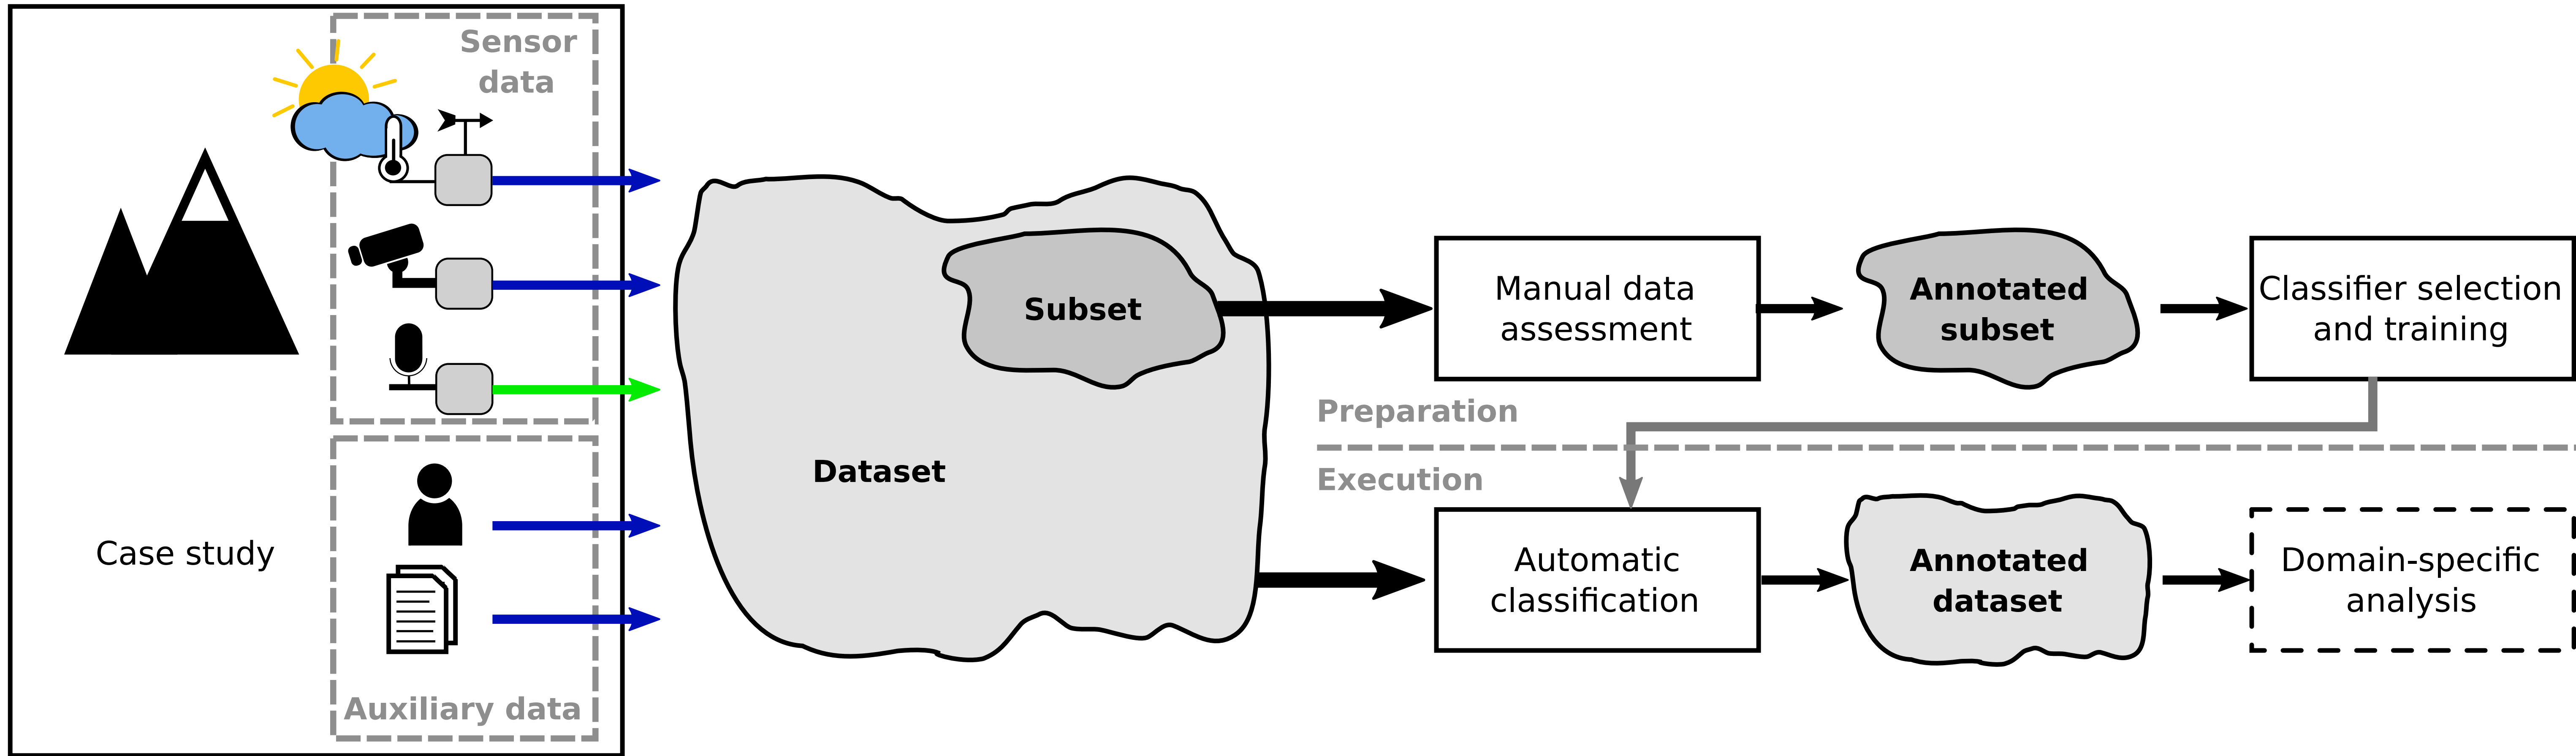 Sensor
data
Case study
Auxiliary data
Dataset
Subset
Manual data
assessment
Annotated
subset
Classifier selection
and training
Preparation
Execution
Automatic
classification
Annotated
dataset
Domain-specific
analysis